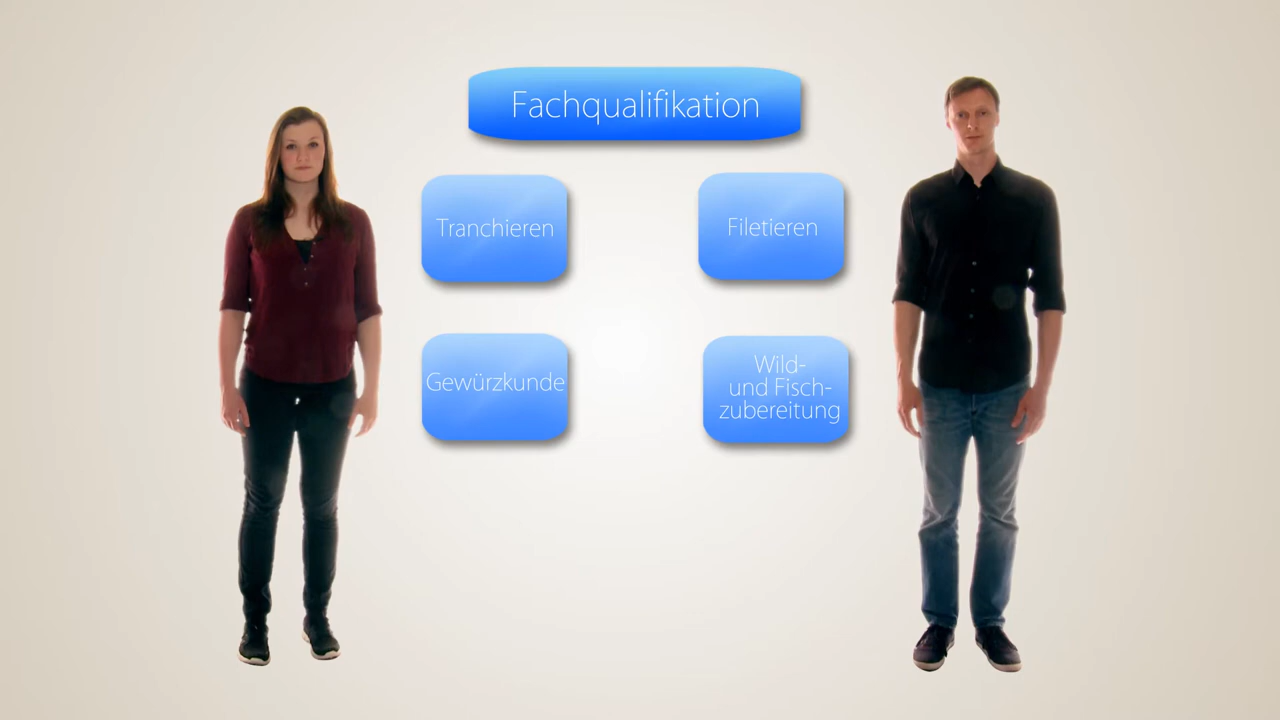 Fachqualifikation
Tranchieren
Filetieren
Gewürzkunde
Wild-
und Fisch-
zubereitung